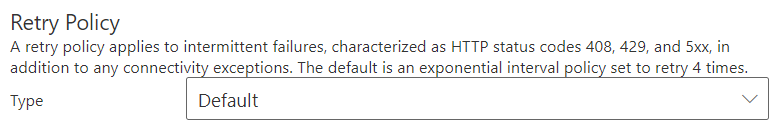 Retry Policy
A retry policy applies to intermittent failures, characterized as HTTP status codes 408, 429, and 5xx, in
addition to any connectivity exceptions. The default is an exponential interval policy set to retry 4 times.
Type
Default